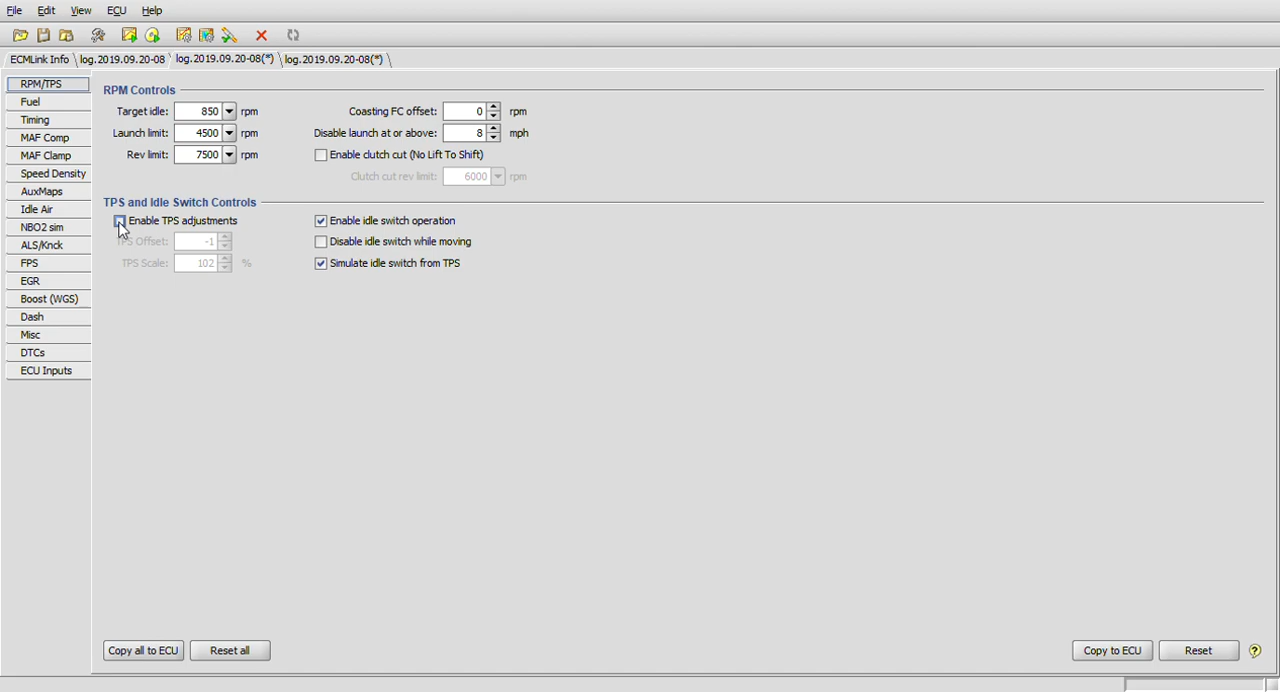 File Edit View ECU Help
ECMLink Info log.2019.09.20-08 log.2019.09.20-08(*) log.2019.09.20-08(*)
RPM/TPS
Fuel
Timing
MAF Comp
MAF Clamp
Speed Density
AuxMaps
Idle Air
NBO2 sim
ALS/Knck
FPS
EGR
Boost (WGS)
Dash
Misc
DTCs
ECU Inputs
RPM Controls
Target idle: 850 rpm Coasting FC offset: 0 rpm
Launch limit: 4500 rpm Disable launch at or above: 8 mph
Rev limit: 7500 rpm Enable clutch cut (No Lift To Shift)
Clutch cut rev limit: 6000 rpm
TPS and Idle Switch Controls
Enable TPS adjustments Enable idle switch operation
TPS Offset: -1 Disable idle switch while moving
TPS Scale: 102 % Simulate idle switch from TPS
Copy all to ECU Reset all Copy to ECU Reset ?